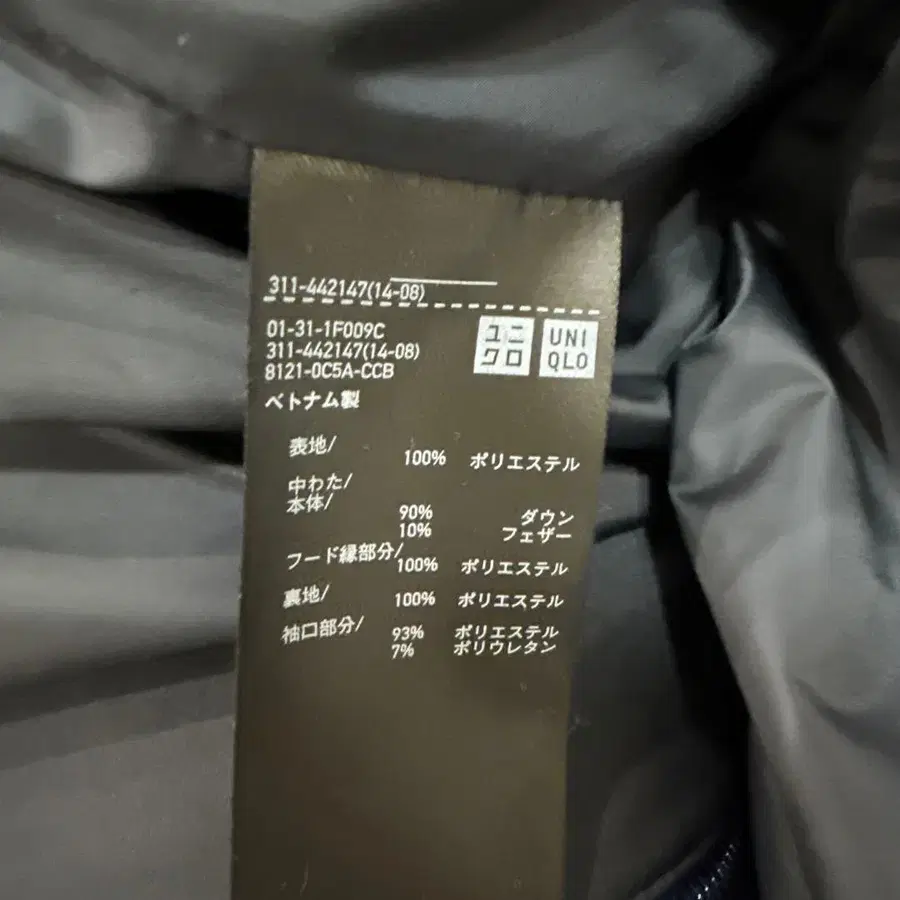 311-442147(14-08)
01-31-1F009C
311-442147(14-08)
8121-0C5A-CCB
ユニ
クロ
UNI
QLO
ベトナム製
表地/
100% ポリエステル
中わた/
本体/
90% ダウン
10% フェザー
フード縁部分/
100% ポリエステル
裏地/
100% ポリエステル
袖口部分/
93% ポリエステル
7% ポリウレタン